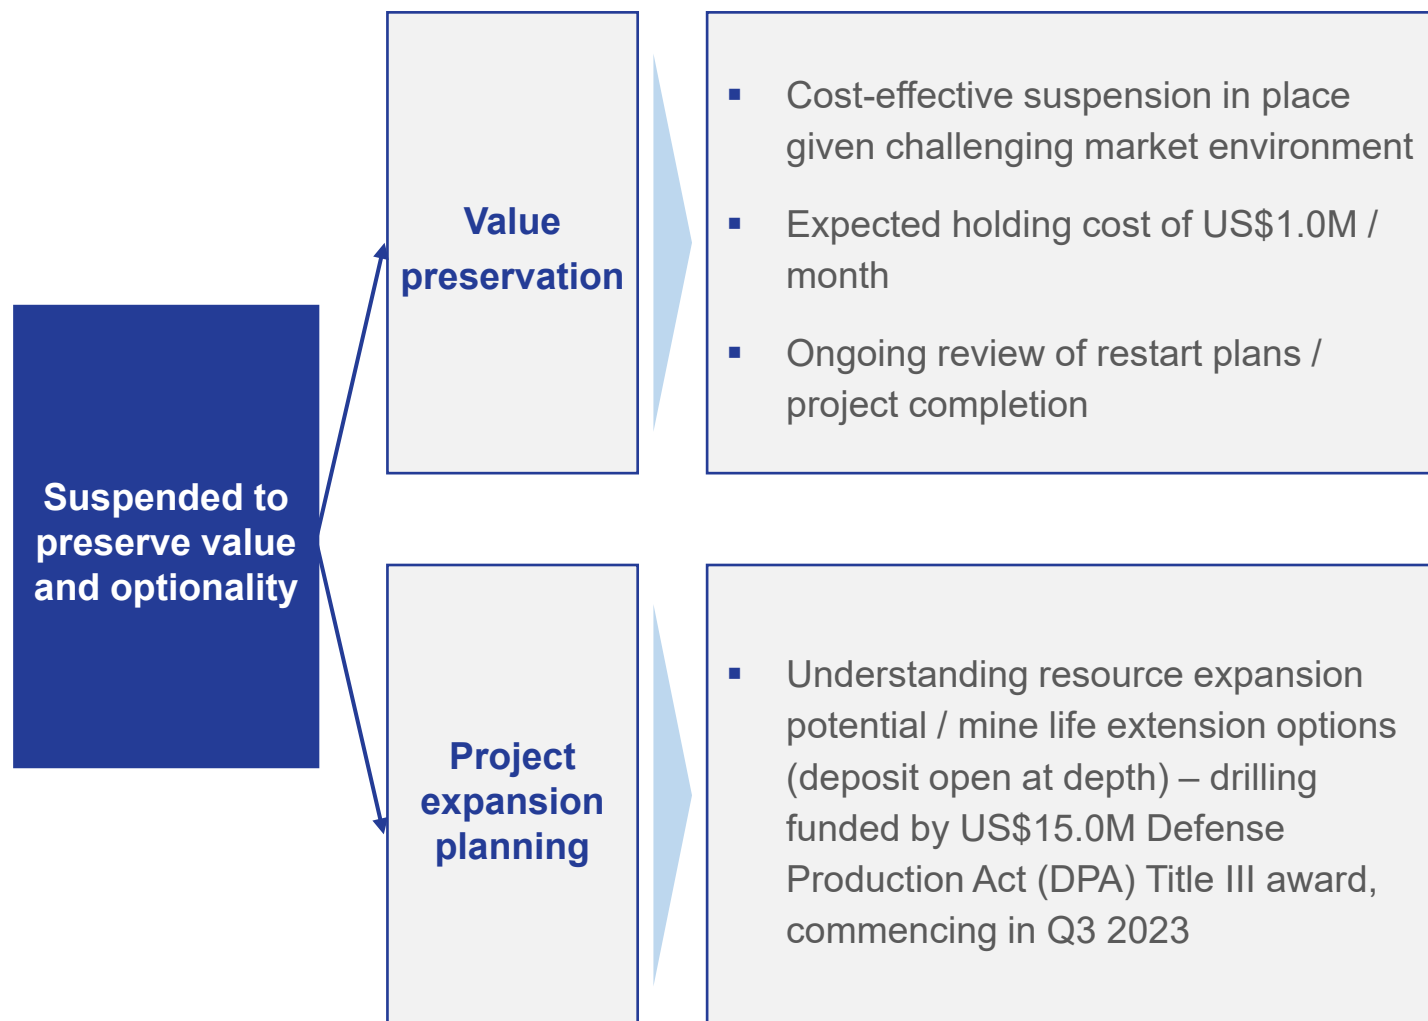 Suspended to
preserve value
and optionality
Value
preservation
▪ Cost-effective suspension in place
given challenging market environment
▪ Expected holding cost of US$1.0M /
month
▪ Ongoing review of restart plans /
project completion
Project
expansion
planning
▪ Understanding resource expansion
potential / mine life extension options
(deposit open at depth) – drilling
funded by US$15.0M Defense
Production Act (DPA) Title III award,
commencing in Q3 2023